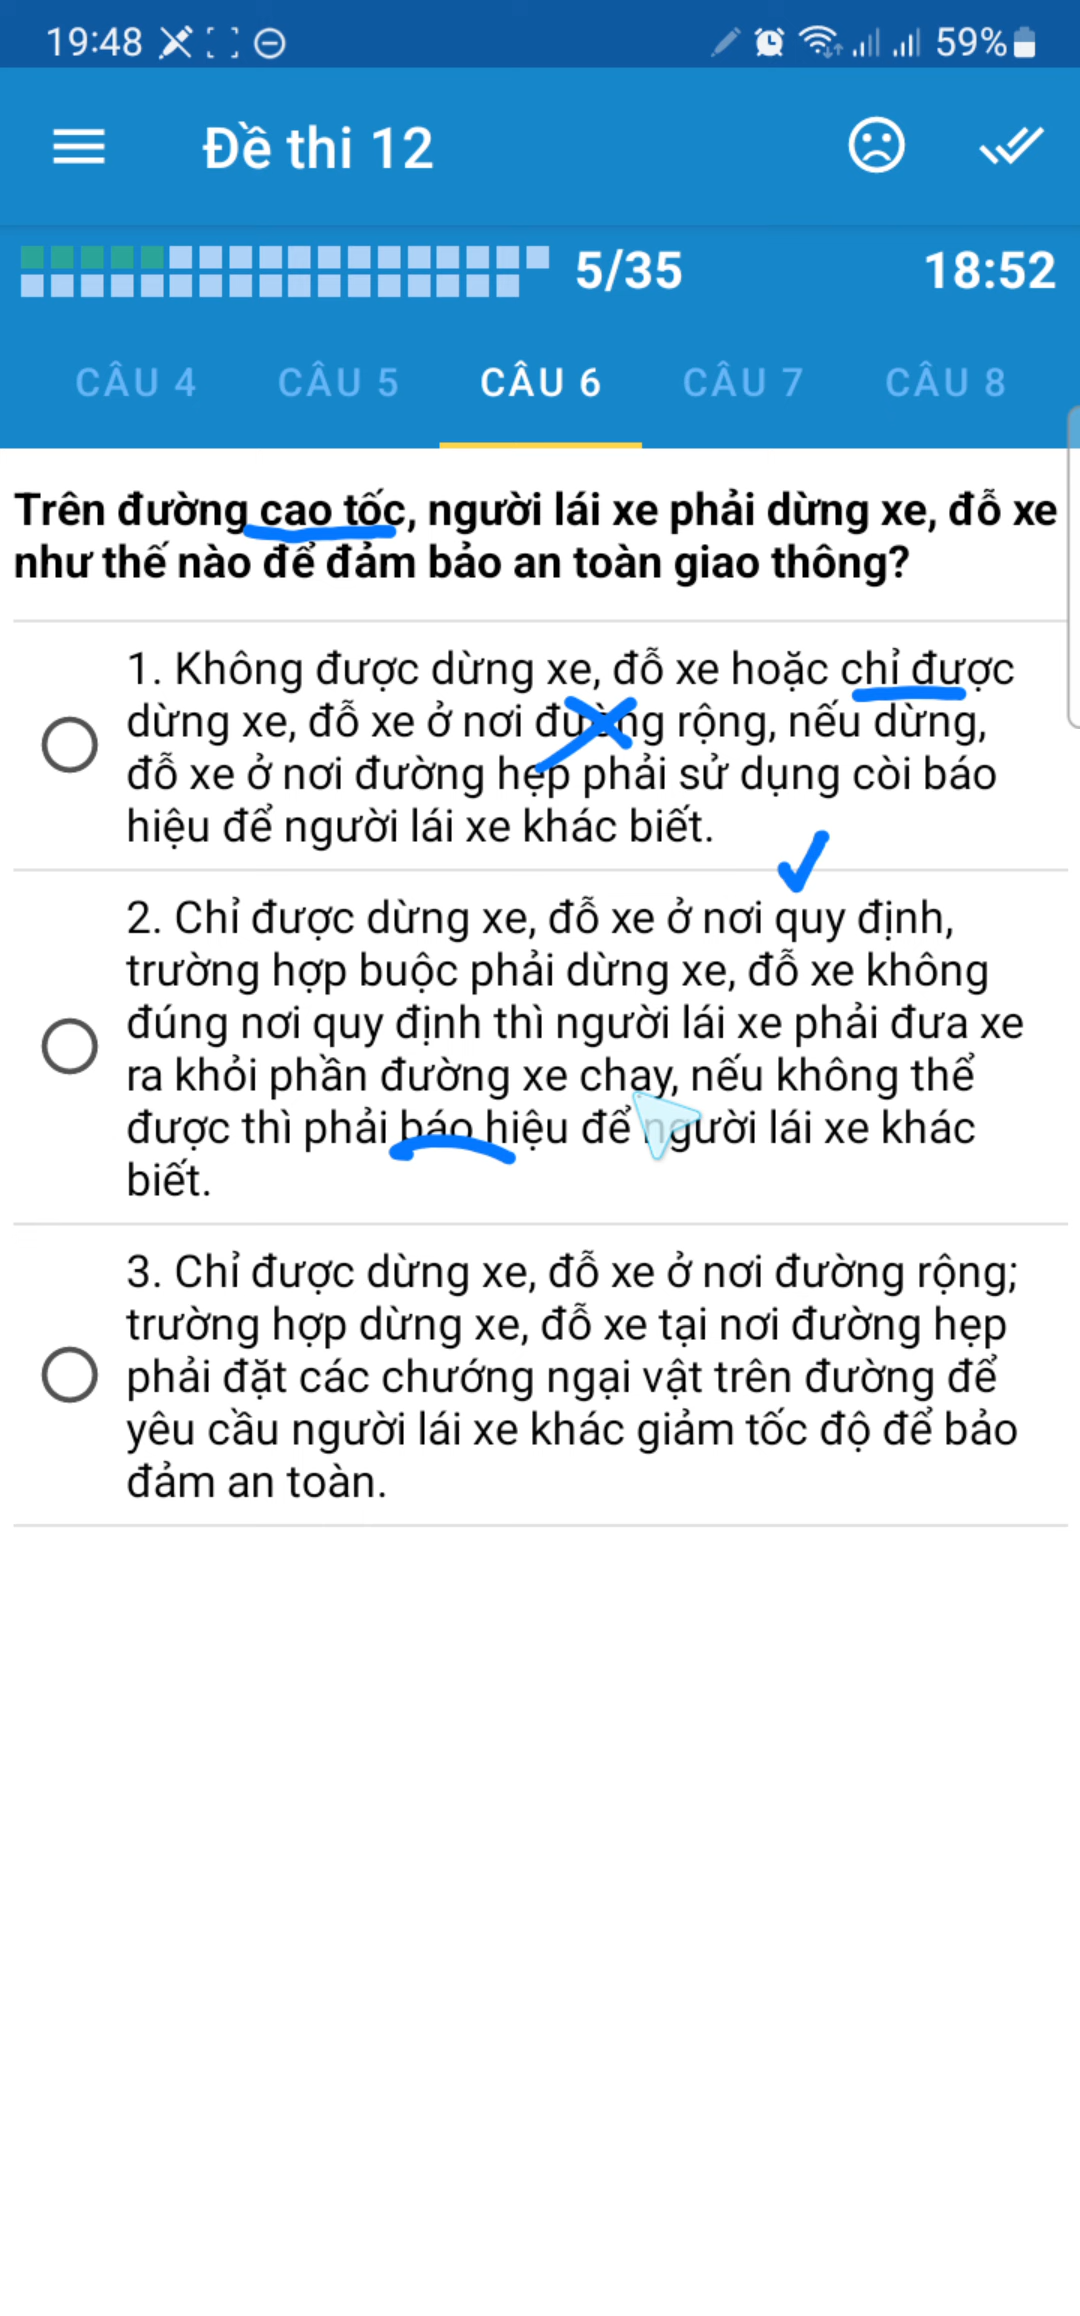 19:48
59%
Đề thi 12
5/35
18:52
CÂU 4 CÂU 5 CÂU 6 CÂU 7 CÂU 8
Trên đường cao tốc, người lái xe phải dừng xe, đỗ xe
như thế nào để đảm bảo an toàn giao thông?
1. Không được dừng xe, đỗ xe hoặc chỉ được
dừng xe, đỗ xe ở nơi đường rộng, nếu dừng,
đỗ xe ở nơi đường hẹp phải sử dụng còi báo
hiệu để người lái xe khác biết.
2. Chỉ được dừng xe, đỗ xe ở nơi quy định,
trường hợp buộc phải dừng xe, đỗ xe không
đúng nơi quy định thì người lái xe phải đưa xe
ra khỏi phần đường xe chạy, nếu không thể
được thì phải báo hiệu để người lái xe khác
biết.
3. Chỉ được dừng xe, đỗ xe ở nơi đường rộng;
trường hợp dừng xe, đỗ xe tại nơi đường hẹp
phải đặt các chướng ngại vật trên đường để
yêu cầu người lái xe khác giảm tốc độ để bảo
đảm an toàn.